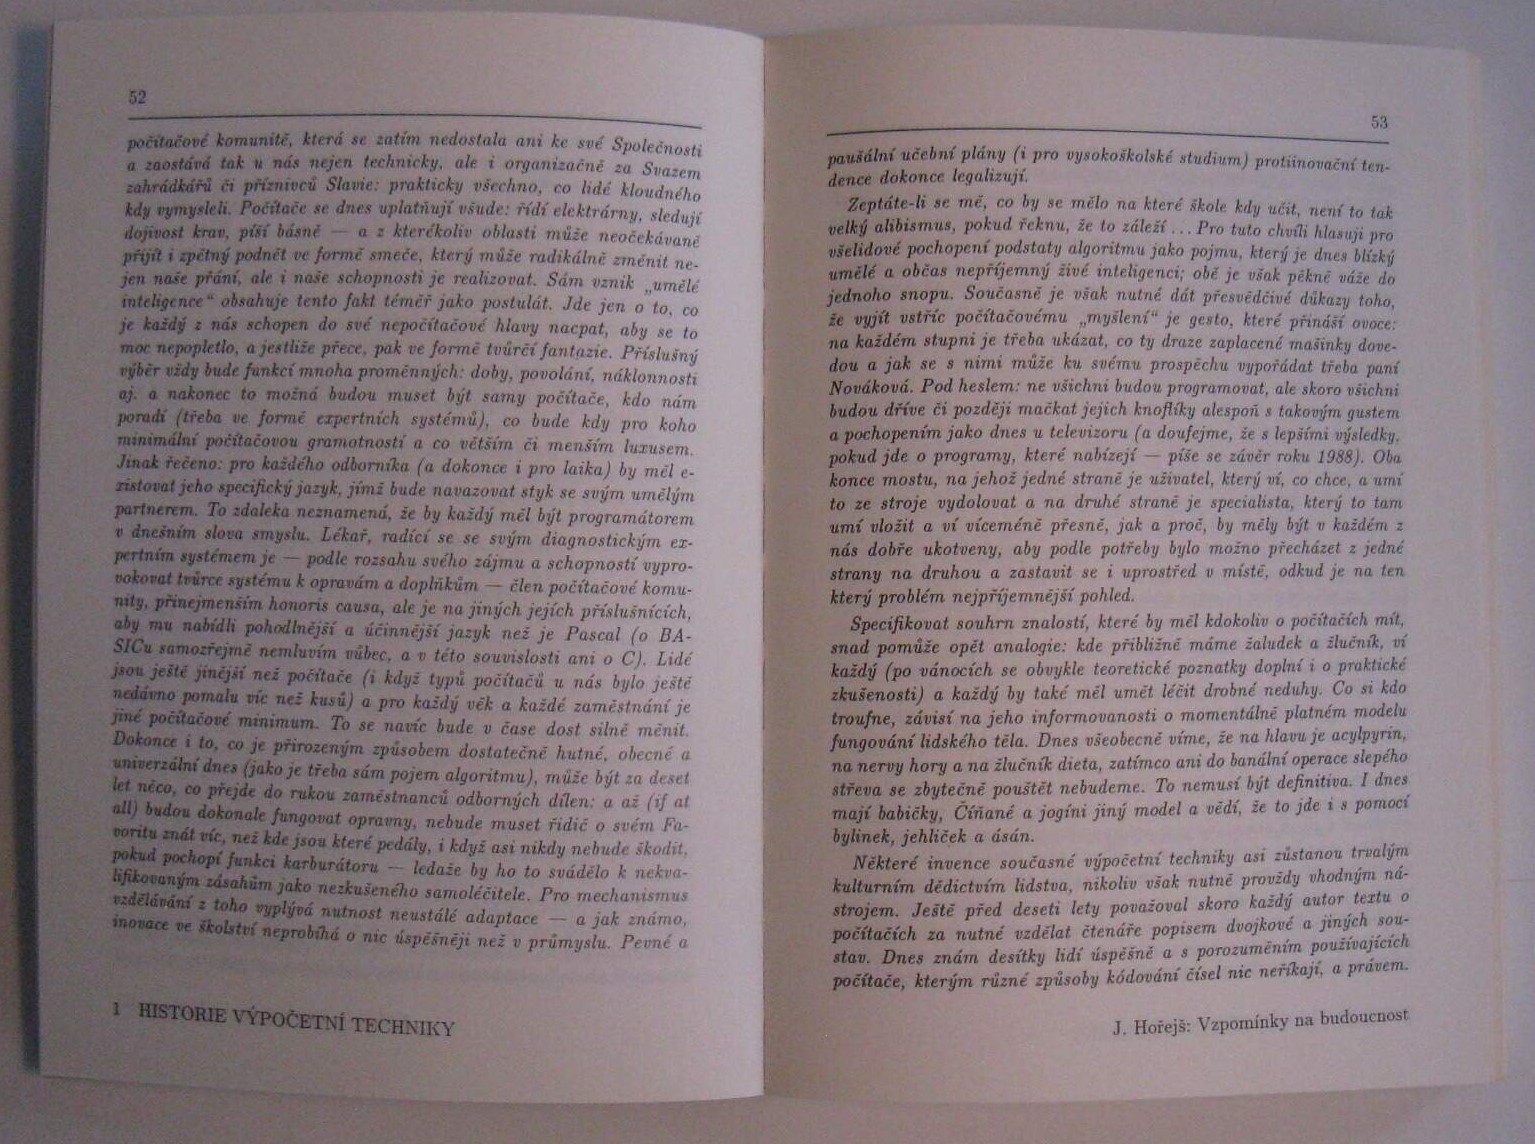 52
počítačové komunitě, která se zatím nedostala ani ke své Společnosti
a zaostává tak u nás nejen technicky, ale i organizačně za Svazem
zahrádkářů či příznivců Slavie: prakticky všechno, co lidé kloudného
kdy vymysleli. Počítače se dnes uplatňují všude: řídí elektrárny, sledují
dojivost krav, píší básně — a z kterékoliv oblasti může neočekávaně
přijít i zpětný podnět ve formě smeče, který může radikálně změnit ne-
jen naše přání, ale i naše schopnosti je realizovat. Sám vznik „umělé
inteligence“ obsahuje tento fakt téměř jako postulát. Jde jen o to, co
je každý z nás schopen do své nepočítačové hlavy nacpat, aby se to
moc nepopletlo, a jestliže přece, pak ve formě tvůrčí fantazie. Příslušný
výběr vždy bude funkcí mnoha proměnných: doby, povolání, náklonnosti
aj. a nakonec to možná budou muset být samy počítače, kdo nám
poradí (třeba ve formě expertních systémů), co bude kdy pro koho
minimální počítačovou gramotností a co větším či menším luxusem.
Jinak řečeno: pro každého odborníka (a dokonce i pro laika) by měl e-
xistovat jeho specifický jazyk, jímž bude navazovat styk se svým umělým
partnerem. To zdaleka neznamená, že by každý měl být programátorem
v dnešním slova smyslu. Lékař, radící se se svým diagnostickým ex-
pertním systémem je — podle rozsahu svého zájmu a schopností vypro-
vokovat tvůrce systému k opravám a doplňkům — člen počítačové komu-
nity, přinejmenším honoris causa, ale je na jiných jejích příslušnících,
aby mu nabídli pohodlnější a účinnější jazyk než je Pascal (o BA-
SICu samozřejmě nemluvím vůbec, a v této souvislosti ani o C). Lidé
jsou ještě jinější než počítače (i když typů počítačů u nás bylo ještě
nedávno pomalu víc než kusů) a pro každý věk a každé zaměstnání je
jiné počítačové minimum. To se navíc bude v čase dost silně měnit.
Dokonce i to, co je přirozeným způsobem dostatečně hutné, obecné a
univerzální dnes (jako je třeba sám pojem algoritmu), může být za deset
let něco, co přejde do rukou zaměstnanců odborných dílen: a až (if at
all) budou dokonale fungovat opravny, nebude muset řidič o svém Fa-
voritu znát víc, než kde jsou které pedály, i když asi nikdy nebude škodit,
pokud pochopí funkci karburátoru — ledaže by ho to svádělo k nekva-
lifikovaným zásahům jako nezkušeného samoléčitele. Pro mechanismus
vzdělávání z toho vyplývá nutnost neustálé adaptace — a jak známo,
inovace ve školství neprobíhá o nic úspěšněji než v průmyslu. Pevné a
1 HISTORIE VÝPOČETNÍ TECHNIKY
53
paušální učební plány (i pro vysokoškolské studium) protiinovační ten-
dence dokonce legalizují.
Zeptáte-li se mě, co by se mělo na které škole kdy učit, není to tak
velký alibismus, pokud řeknu, že to záleží ... Pro tuto chvíli hlasuji pro
všelidové pochopení podstaty algoritmu jako pojmu, který je dnes blízký
umělé a občas nepříjemný živé inteligenci; obě je však pěkně váže do
jednoho snopu. Současně je však nutné dát přesvědčivé důkazy toho,
že vyjít vstříc počítačovému „myšlení“ je gesto, které přináší ovoce:
na každém stupni je třeba ukázat, co ty draze zaplacené mašinky dove-
dou a jak se s nimi může ku svému prospěchu vypořádat třeba paní
Nováková. Pod heslem: ne všichni budou programovat, ale skoro všichni
budou dříve či později mačkat jejich knoflíky alespoň s takovým gustem
a pochopením jako dnes u televizoru (a doufejme, že s lepšími výsledky,
pokud jde o programy, které nabízejí — píše se závěr roku 1988). Oba
konce mostu, na jehož jedné straně je uživatel, který ví, co chce, a umí
to ze stroje vydolovat a na druhé straně je specialista, který to tam
umí vložit a ví víceméně přesně, jak a proč, by měly být v každém z
nás dobře ukotveny, aby podle potřeby bylo možno přecházet z jedné
strany na druhou a zastavit se i uprostřed v místě, odkud je na ten
který problém nejpříjemnější pohled.
Specifikovat souhrn znalostí, které by měl kdokoliv o počítačích mít,
snad pomůže opět analogie: kde přibližně máme žaludek a žlučník, ví
každý (po vánocích se obvykle teoretické poznatky doplní i o praktické
zkušenosti) a každý by také měl umět léčit drobné neduhy. Co si kdo
troufne, závisí na jeho informovanosti o momentálně platném modelu
fungování lidského těla. Dnes všeobecně víme, že na hlavu je acylpyrin,
na nervy hory a na žlučník dieta, zatímco ani do banální operace slepého
střeva se zbytečně pouštět nebudeme. To nemusí být definitiva. I dnes
mají babičky, Číňané a jogíni jiný model a vědí, že to jde i s pomocí
bylinek, jehliček a ásán.
Některé invence současné výpočetní techniky asi zůstanou trvalým
kulturním dědictvím lidstva, nikoliv však nutně provždy vhodným ná-
strojem. Ještě před deseti lety považoval skoro každý autor textu o
počítačích za nutné vzdělat čtenáře popisem dvojkové a jiných sou-
stav. Dnes znám desítky lidí úspěšně a s porozuměním používajících
počítače, kterým různé způsoby kódování čísel nic neříkají, a právem.
J. Hořejš: Vzpomínky na budoucnost